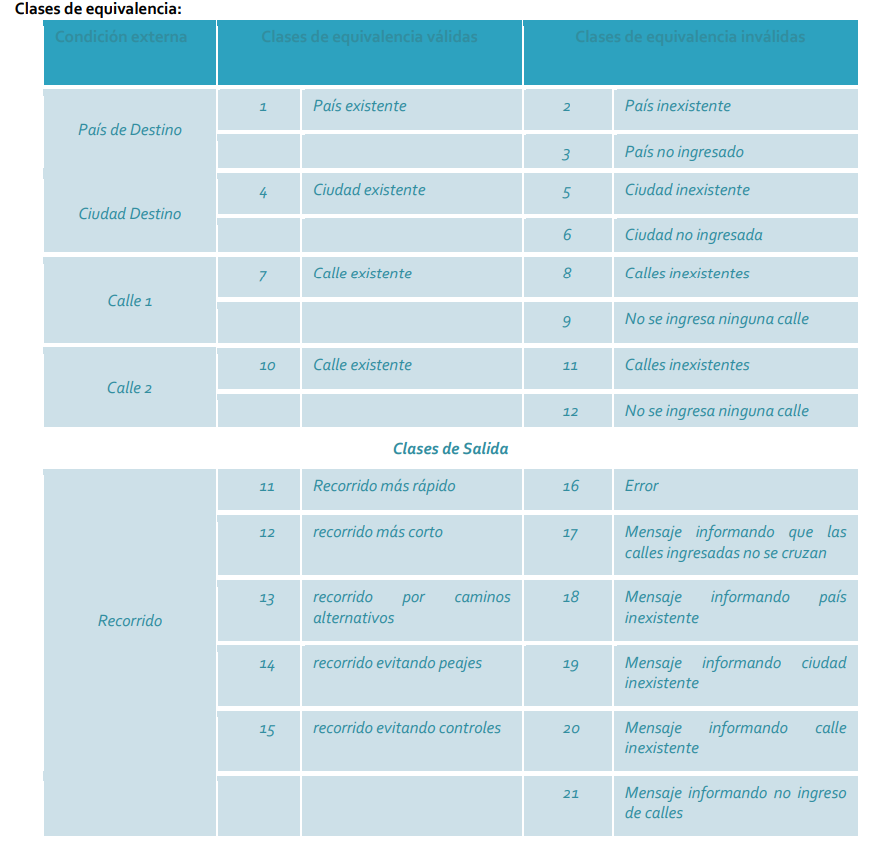 Clases de equivalencia:
Condición externa Clases de equivalencia válidas Clases de equivalencia inválidas
País de Destino
1 País existente 2 País inexistente
3 País no ingresado
Ciudad Destino
4 Ciudad existente 5 Ciudad inexistente
6 Ciudad no ingresada
Calle 1
7 Calle existente 8 Calles inexistentes
9 No se ingresa ninguna calle
Calle 2
10 Calle existente 11 Calles inexistentes
12 No se ingresa ninguna calle
Clases de Salida
Recorrido
11 Recorrido más rápido 16 Error
12 recorrido más corto 17 Mensaje informando que las
calles ingresadas no se cruzan
13 recorrido por caminos
alternativos
18 Mensaje informando país
inexistente
14 recorrido evitando peajes 19 Mensaje informando ciudad
inexistente
15 recorrido evitando controles 20 Mensaje informando calle
inexistente
21 Mensaje informando no ingreso
de calles